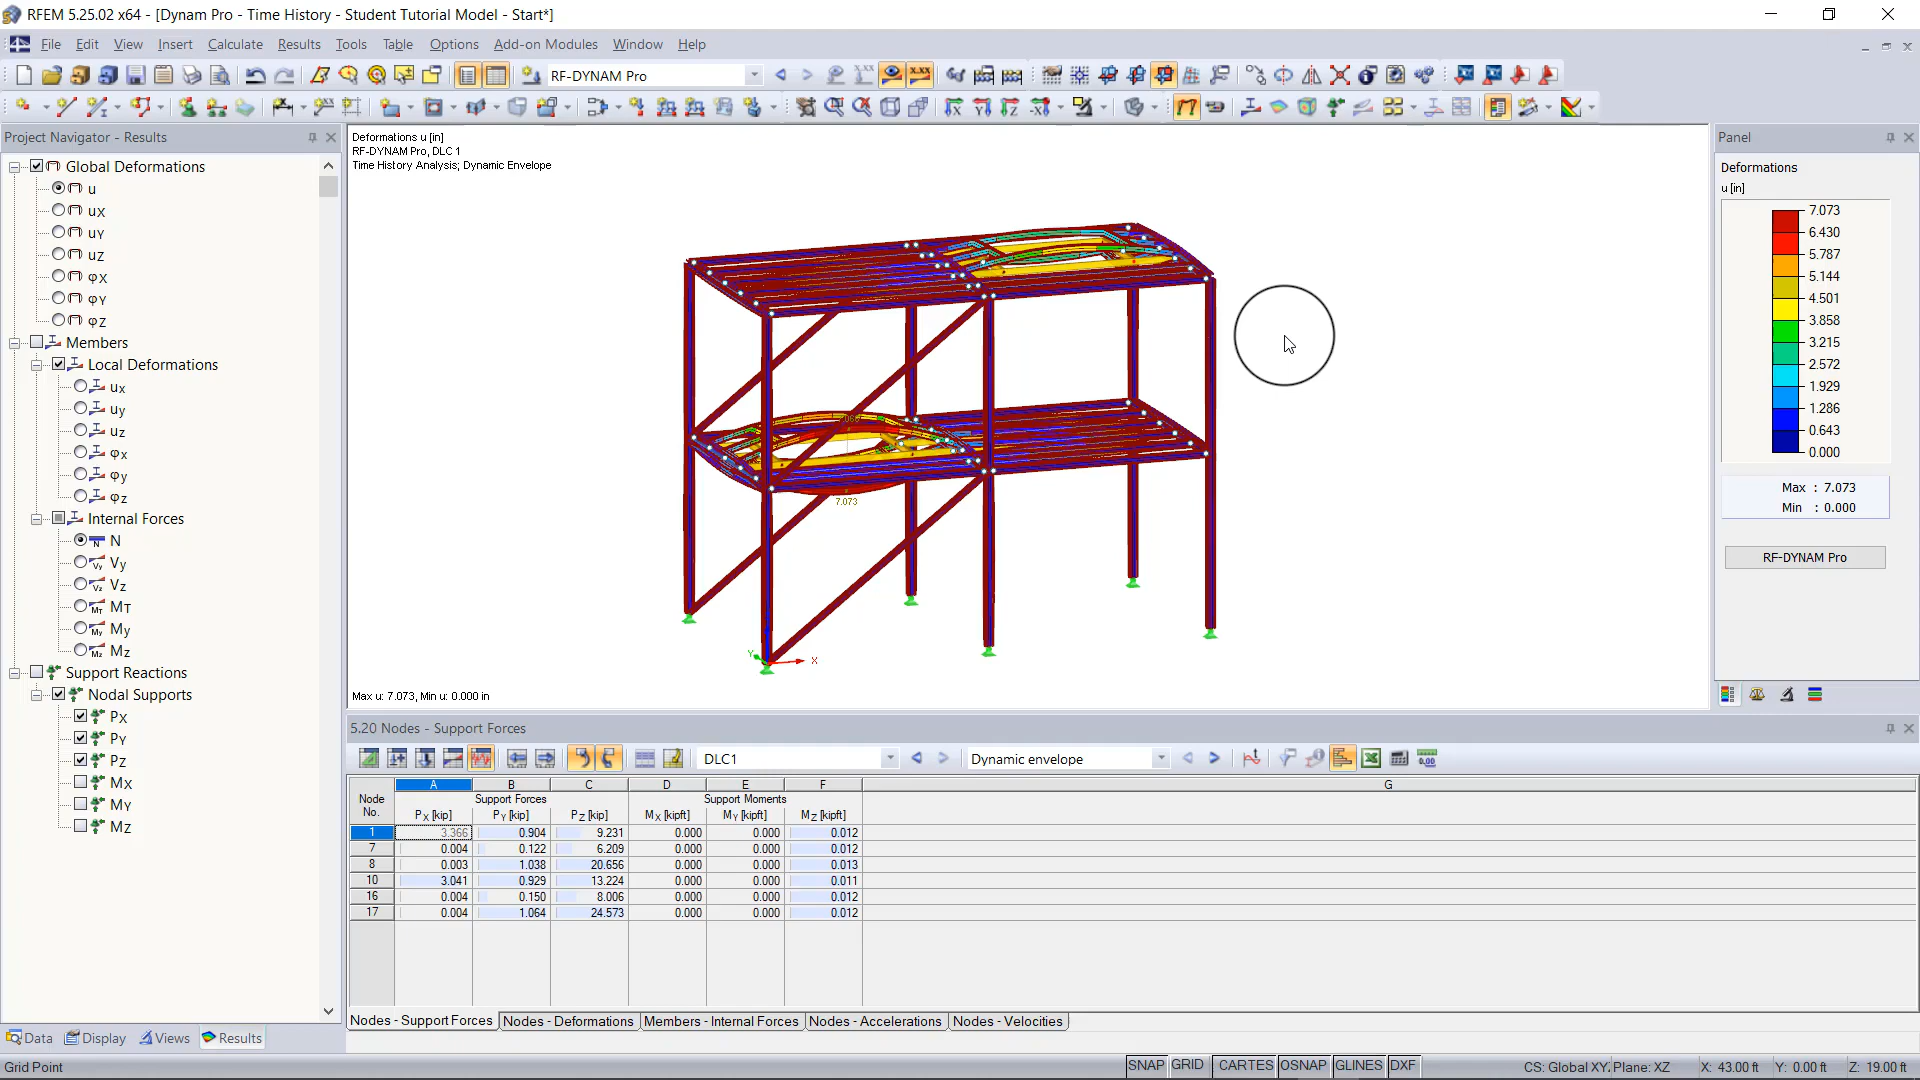 RFEM 5.25.02 x64 - [Dynam Pro - Time History - Student Tutorial Model - Start*]
File Edit View Insert Calculate Results Tools Table Options Add-on Modules Window Help
RF-DYNAM Pro
Project Navigator - Results
Global Deformations
u
uX
uY
uZ
φX
φY
φZ
Members
Local Deformations
ux
uy
uz
φx
φy
φz
Internal Forces
N
Vy
Vz
MT
My
Mz
Support Reactions
Nodal Supports
PX
PY
PZ
MX
MY
MZ
Data Display Views Results
Deformations u [in]
RF-DYNAM Pro, DLC 1
Time History Analysis; Dynamic Envelope
7.073
Y X
Max u: 7.073, Min u: 0.000 in
Panel
Deformations
u [in]
7.073
6.430
5.787
5.144
4.501
3.858
3.215
2.572
1.929
1.286
0.643
0.000
Max : 7.073
Min : 0.000
RF-DYNAM Pro
5.20 Nodes - Support Forces
DLC1 Dynamic envelope
A B C D E F G
Node No. Support Forces Support Moments
PX [kip] PY [kip] PZ [kip] MX [kipft] MY [kipft] MZ [kipft]
1 3.366 0.904 9.231 0.000 0.000 0.012
7 0.004 0.122 6.209 0.000 0.000 0.012
8 0.003 1.038 20.656 0.000 0.000 0.013
10 3.041 0.929 13.224 0.000 0.000 0.011
16 0.004 0.150 8.006 0.000 0.000 0.012
17 0.004 1.064 24.573 0.000 0.000 0.012
Nodes - Support Forces Nodes - Deformations Members - Internal Forces Nodes - Accelerations Nodes - Velocities
Grid Point
SNAP GRID CARTES OSNAP GLINES DXF CS: Global XY. Plane: XZ X: 43.00 ft Y: 0.00 ft Z: 19.00 ft